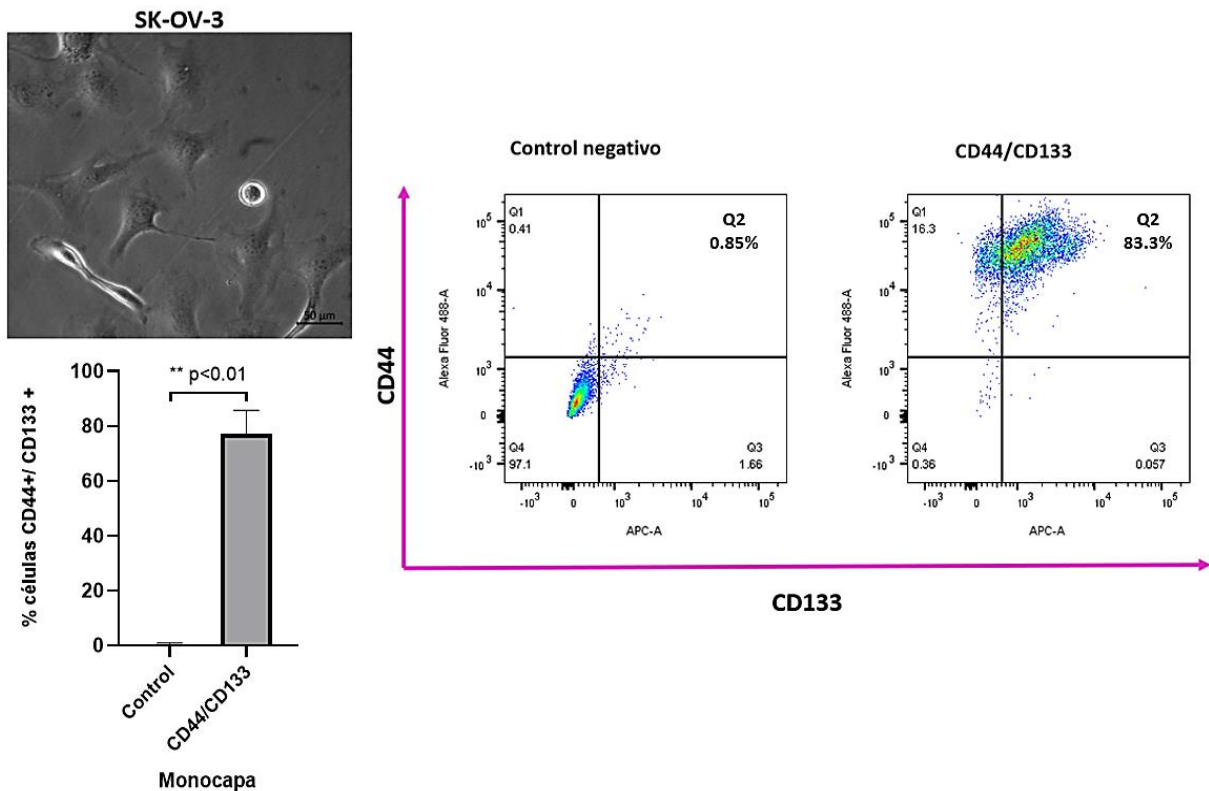 SK-OV-3
50 µm
100
80
60
40
20
0
% células CD44+/ CD133 +
** p<0.01
Control
CD44/CD133
Monocapa
Control negativo
CD44
Alexa Fluor 488-A
10⁵
10⁴
10³
0
-10³
Q1
0.41
Q2
0.85%
Q4
97.1
Q3
1.66
-10³ 0 10³ 10⁴ 10⁵
APC-A
CD44/CD133
Alexa Fluor 488-A
10⁵
10⁴
10³
0
-10³
Q1
16.3
Q2
83.3%
Q4
0.36
Q3
0.057
-10³ 0 10³ 10⁴ 10⁵
APC-A
CD133